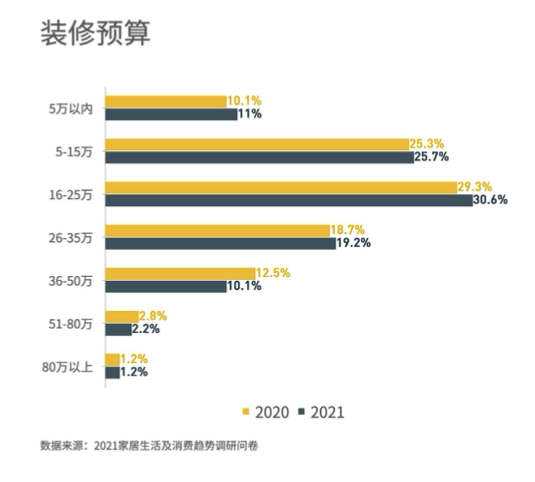 装修预算
5万以内
10.1%
11%
5-15万
25.3%
25.7%
16-25万
29.3%
30.6%
26-35万
18.7%
19.2%
36-50万
12.5%
10.1%
51-80万
2.8%
2.2%
80万以上
1.2%
1.2%
2020 2021
数据来源：2021家居生活及消费趋势调研问卷